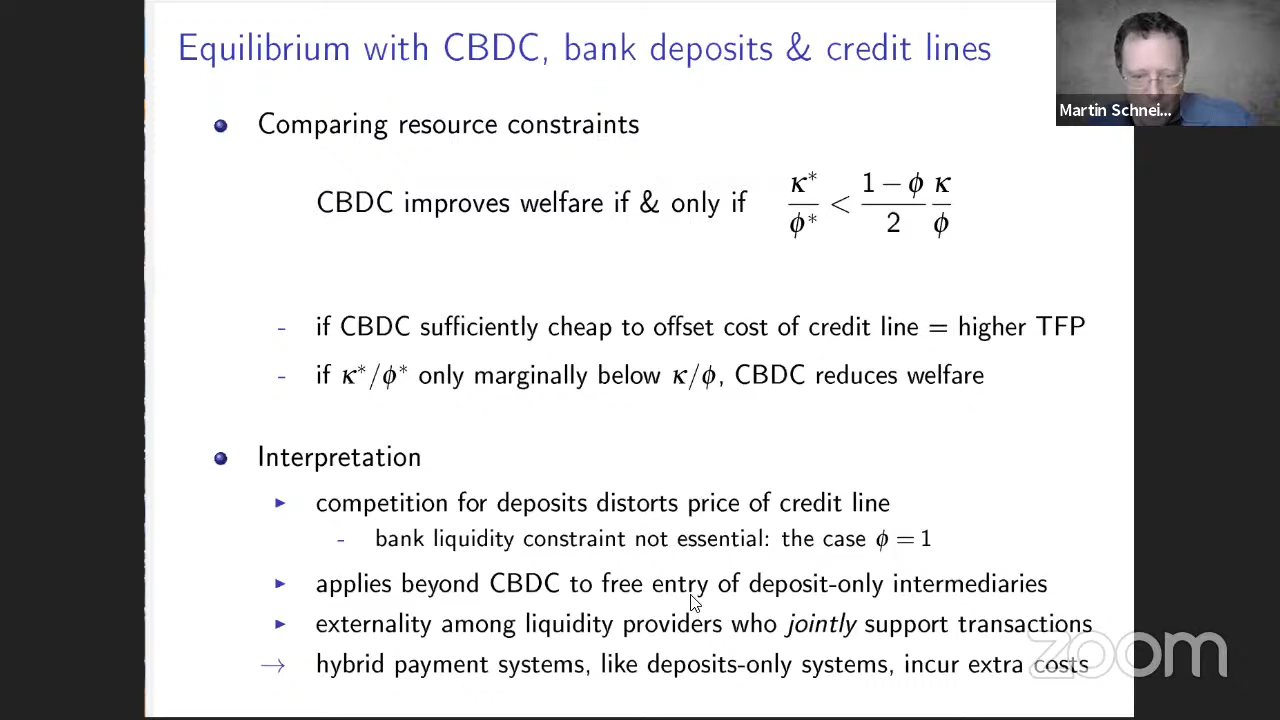 Equilibrium with CBDC, bank deposits & credit lines
Martin Schnei...
Comparing resource constraints
CBDC improves welfare if & only if κ*/ϕ* < (1−ϕ)/2 κ/ϕ
- if CBDC sufficiently cheap to offset cost of credit line = higher TFP
- if κ*/ϕ* only marginally below κ/ϕ, CBDC reduces welfare
Interpretation
competition for deposits distorts price of credit line
- bank liquidity constraint not essential: the case ϕ = 1
applies beyond CBDC to free entry of deposit-only intermediaries
externality among liquidity providers who jointly support transactions
→ hybrid payment systems, like deposits-only systems, incur extra costs
zoom